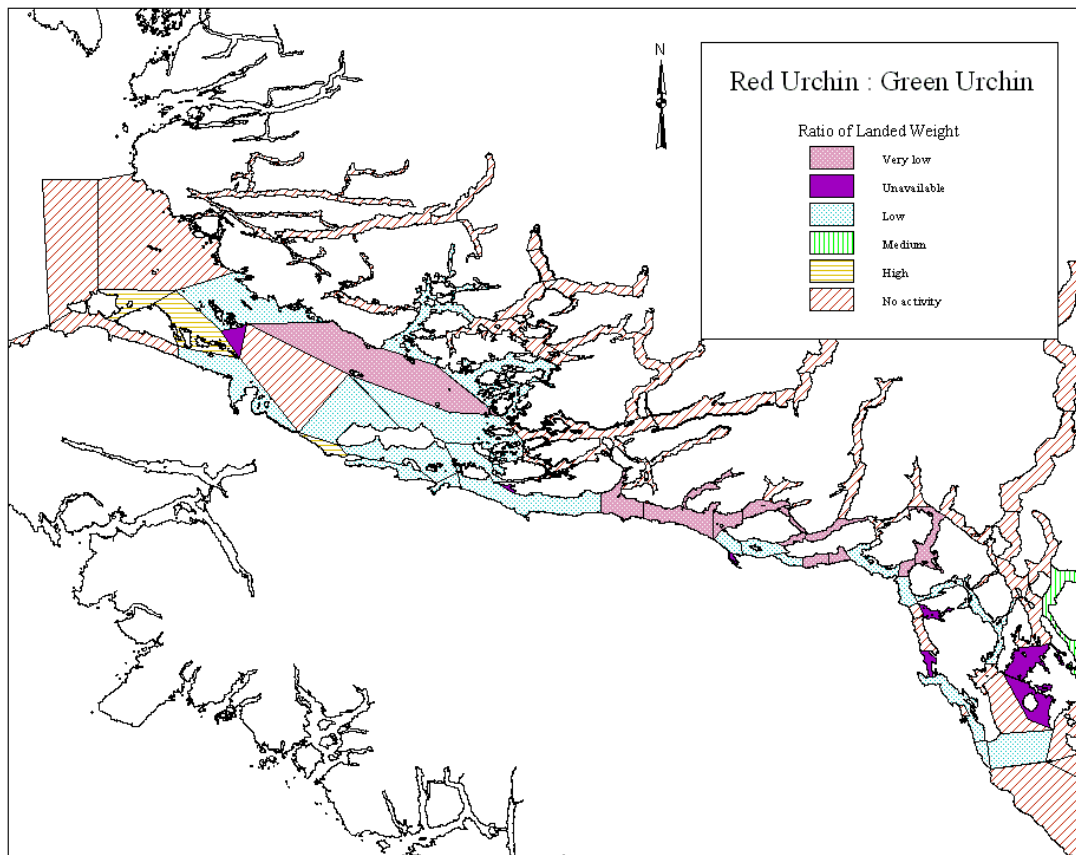 N
Red Urchin : Green Urchin
Ratio of Landed Weight
Very low
Unavailable
Low
Medium
High
No activity